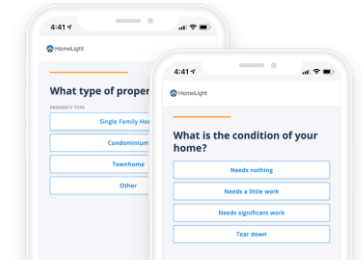 4:41
HomeLight
What type of proper
PROPERTY TYPE
Single Family Ho
Condominium
Townhome
Other
4:41
HomeLight
What is the condition of your
home?
Needs nothing
Needs a little work
Needs significant work
Tear down